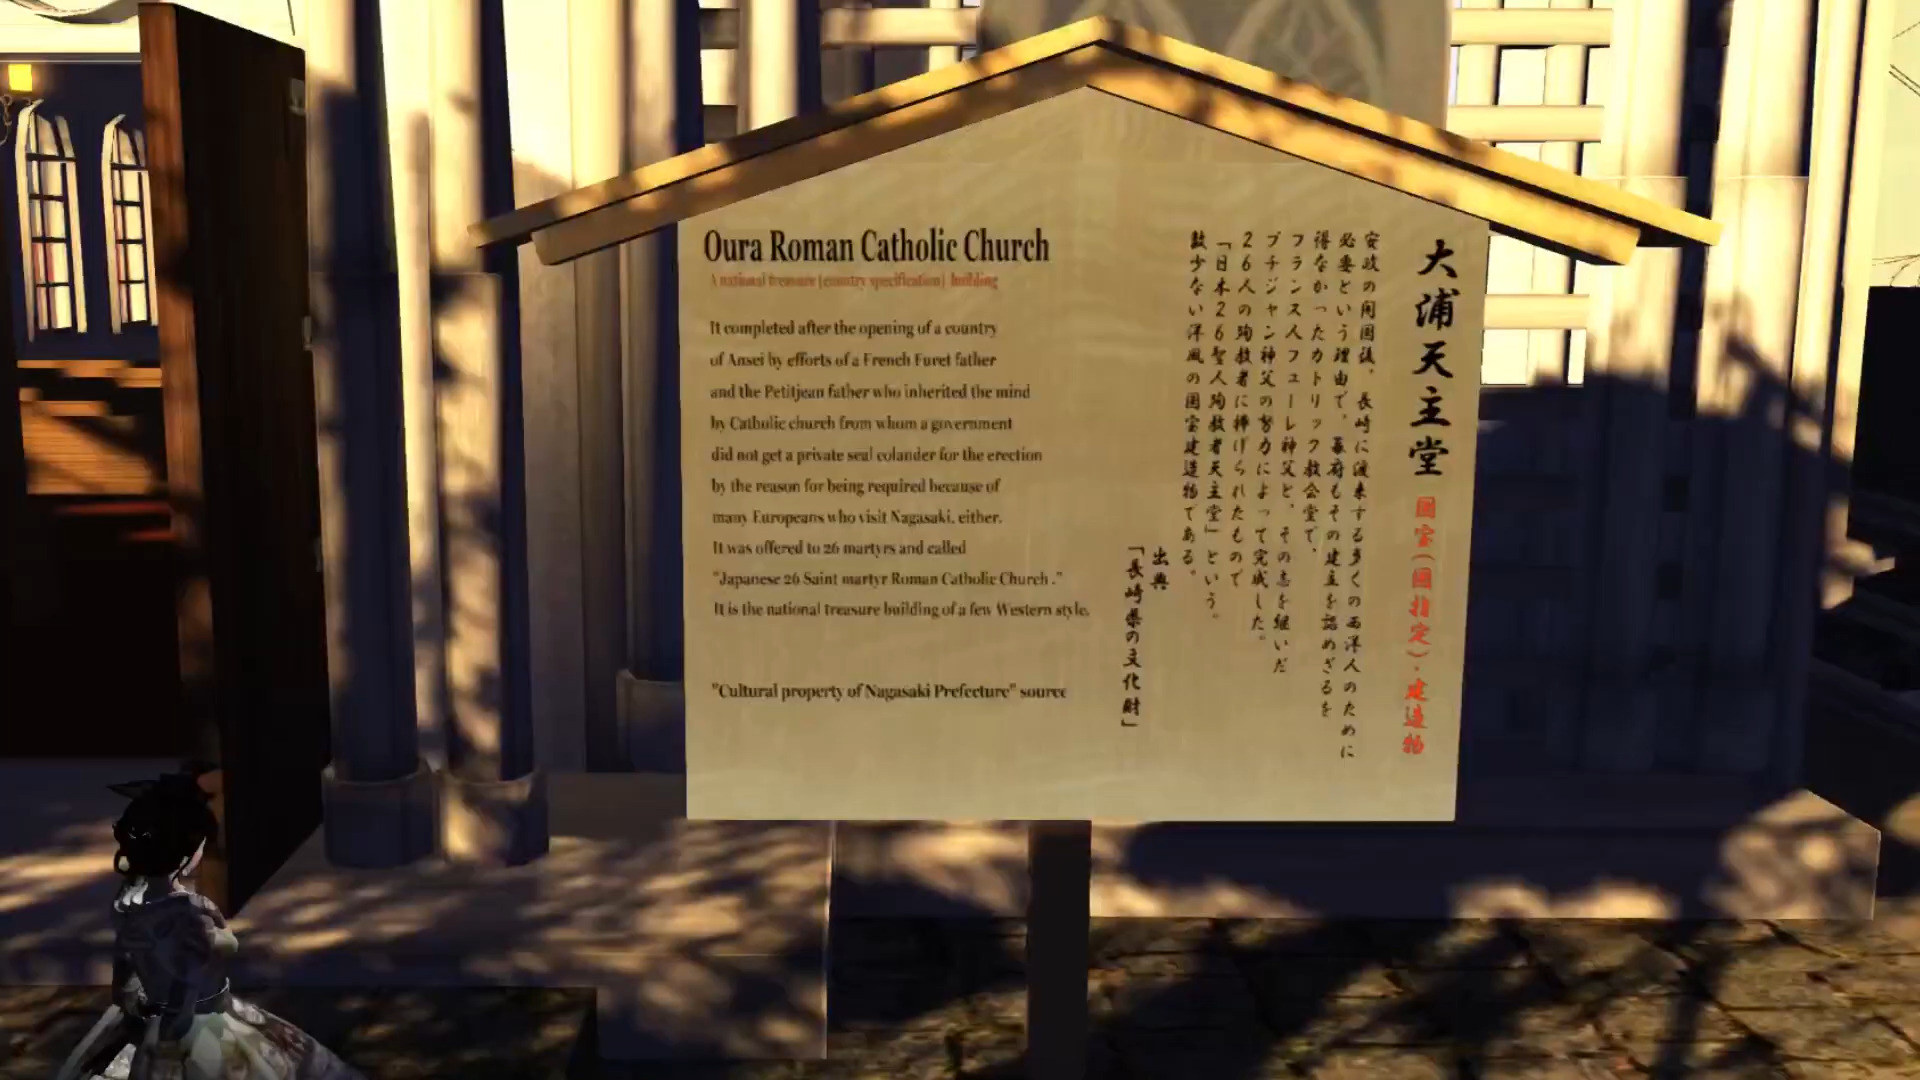 Oura Roman Catholic Church
A national treasure [country specification] building
It completed after the opening of a country
of Ansei by efforts of a French Furet father
and the Petitjean father who inherited the mind
by Catholic church from whom a government
did not get a private seal colander for the erection
by the reason for being required because of
many Europeans who visit Nagasaki, either.
It was offered to 26 martyrs and called
"Japanese 26 Saint martyr Roman Catholic Church ."
It is the national treasure building of a few Western style.
"Cultural property of Nagasaki Prefecture" source
大浦天主堂 国宝(国指定)・建造物
安政の開国後、長崎に渡来する多くの西洋人のために
必要という理由で、幕府もその建立を認めざるを
得なかったカトリック教会堂で、
フランス人フューレ神父と、その志を継いだ
プチジャン神父の努力によって完成した。
26人の殉教者に捧げられたもので
「日本26聖人殉教者天主堂」という。
数少ない洋風の国宝建造物である。
出典
「長崎県の文化財」